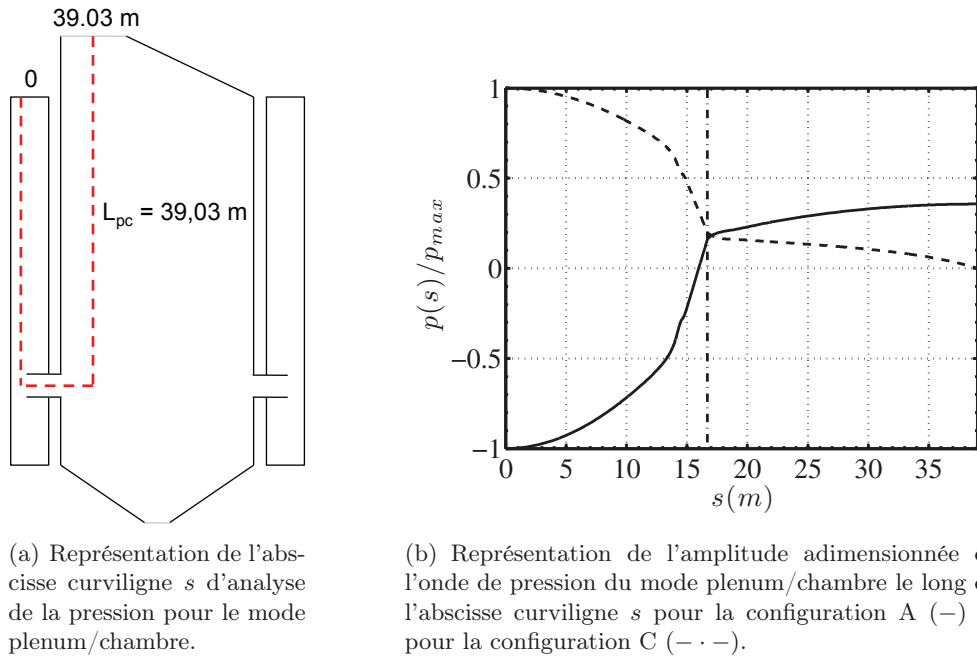 39.03 m
0
L_pc = 39,03 m
(a) Représentation de l'abs-
cisse curviligne s d'analyse
de la pression pour le mode
plenum/chambre.
1
0.5
0
−0.5
−1
p(s)/p_max
0 5 10 15 20 25 30 35
s(m)
(b) Représentation de l'amplitude adimensionnée
l'onde de pression du mode plenum/chambre le long
l'abscisse curviligne s pour la configuration A (−)
pour la configuration C (− · −).